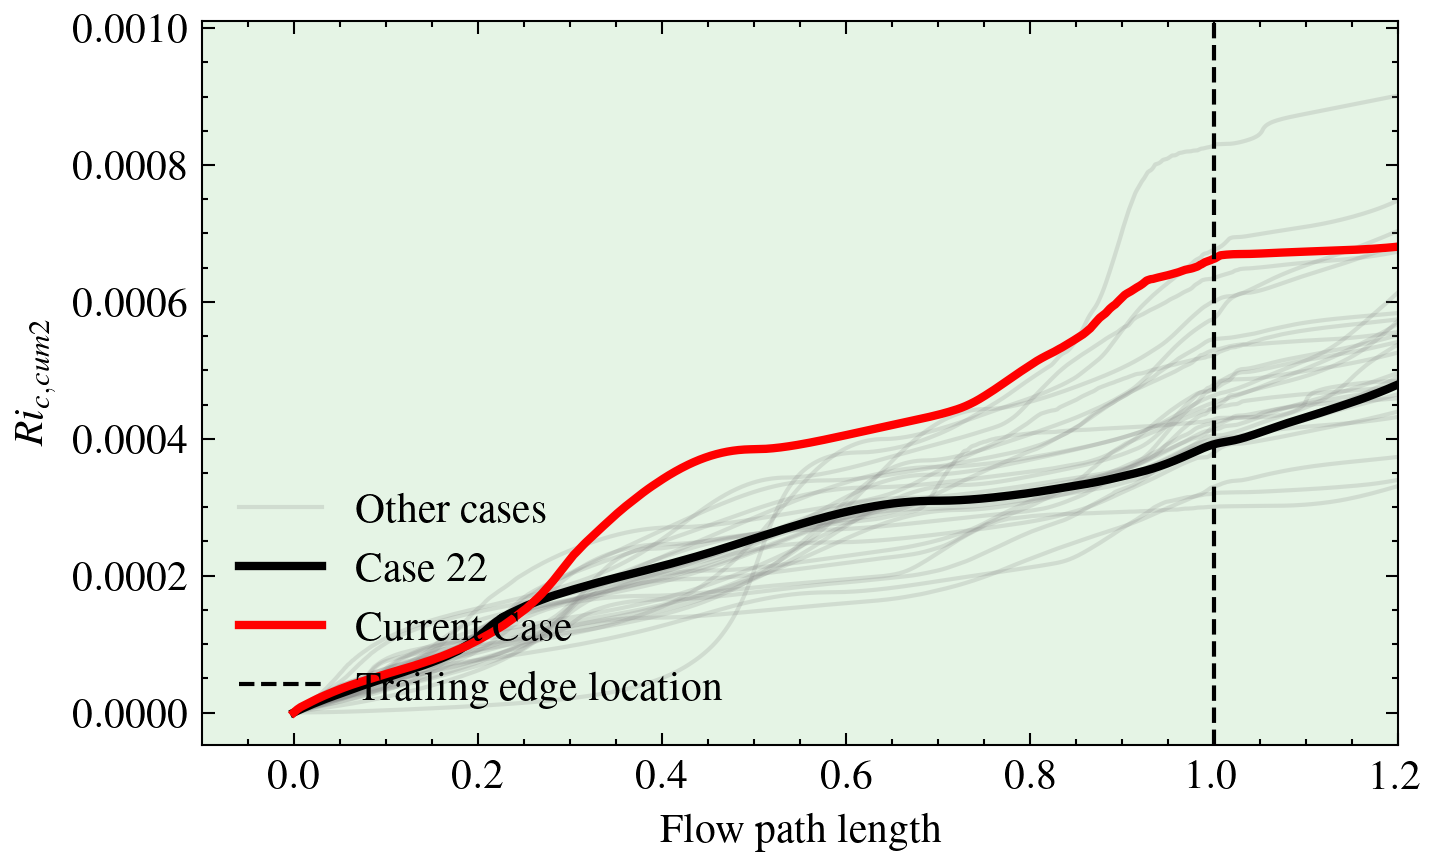 0.0010
0.0008
0.0006
0.0004
0.0002
0.0000
Ri_{c,cum2}
Other cases
Case 22
Current Case
Trailing edge location
0.0 0.2 0.4 0.6 0.8 1.0 1.2
Flow path length